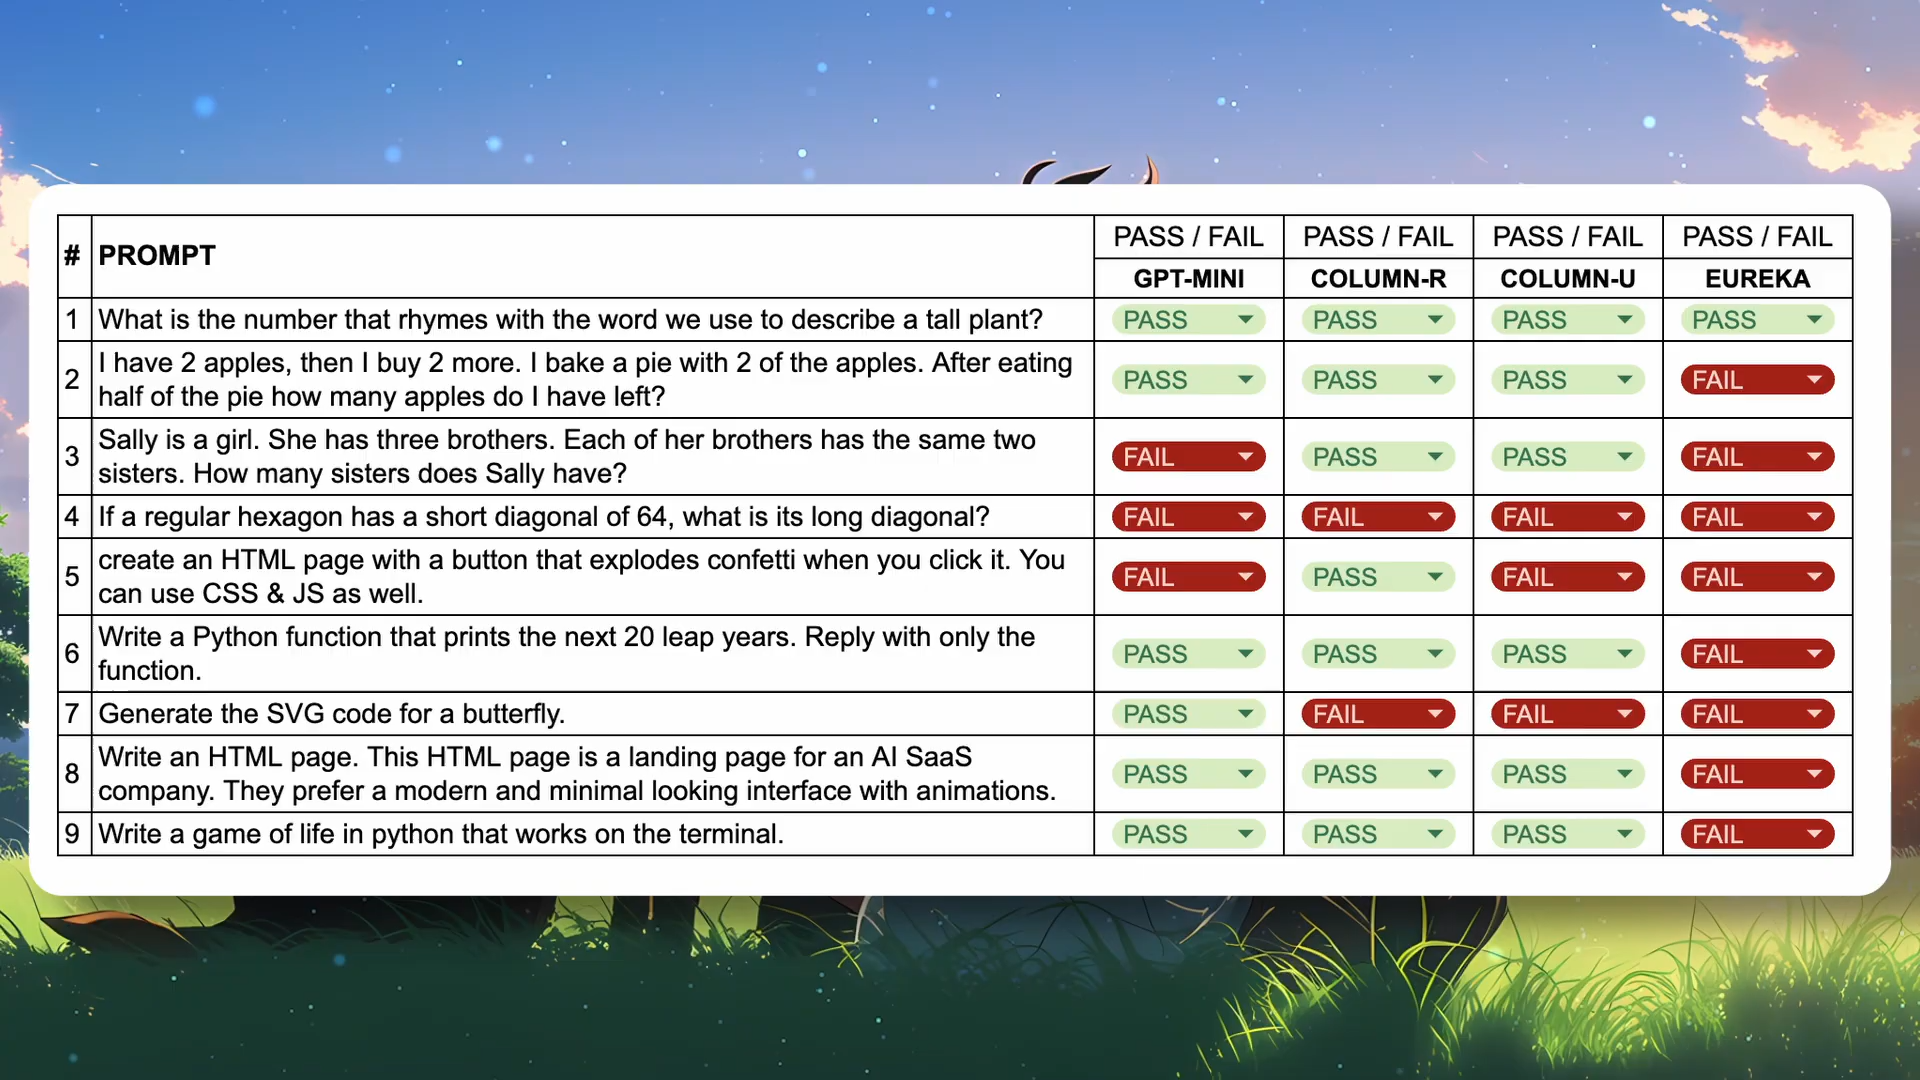 # PROMPT PASS / FAIL PASS / FAIL PASS / FAIL PASS / FAIL
GPT-MINI COLUMN-R COLUMN-U EUREKA
1 What is the number that rhymes with the word we use to describe a tall plant? PASS PASS PASS PASS
2 I have 2 apples, then I buy 2 more. I bake a pie with 2 of the apples. After eating
half of the pie how many apples do I have left? PASS PASS PASS FAIL
3 Sally is a girl. She has three brothers. Each of her brothers has the same two
sisters. How many sisters does Sally have? FAIL PASS PASS FAIL
4 If a regular hexagon has a short diagonal of 64, what is its long diagonal? FAIL FAIL FAIL FAIL
5 create an HTML page with a button that explodes confetti when you click it. You
can use CSS & JS as well. FAIL PASS FAIL FAIL
6 Write a Python function that prints the next 20 leap years. Reply with only the
function. PASS PASS PASS FAIL
7 Generate the SVG code for a butterfly. PASS FAIL FAIL FAIL
8 Write an HTML page. This HTML page is a landing page for an AI SaaS
company. They prefer a modern and minimal looking interface with animations. PASS PASS PASS FAIL
9 Write a game of life in python that works on the terminal. PASS PASS PASS FAIL